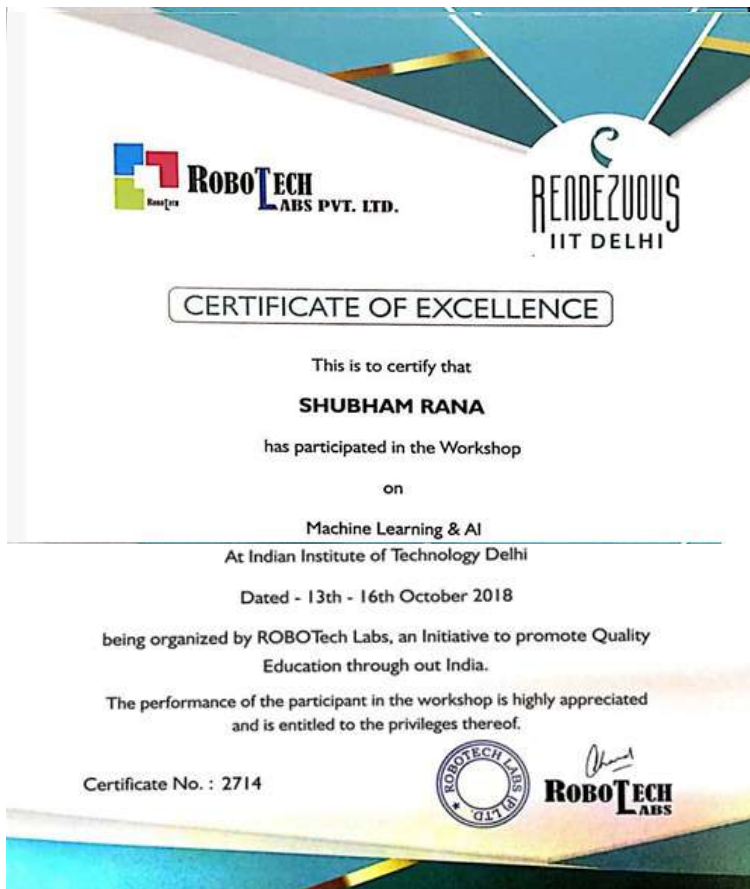 ROBOTECH
LABS PVT. LTD.
ROBOTECH
RENDEZVOUS
IIT DELHI
CERTIFICATE OF EXCELLENCE
This is to certify that
SHUBHAM RANA
has participated in the Workshop
on
Machine Learning & AI
At Indian Institute of Technology Delhi
Dated - 13th - 16th October 2018
being organized by ROBOTech Labs, an Initiative to promote Quality
Education through out India.
The performance of the participant in the workshop is highly appreciated
and is entitled to the privileges thereof.
Certificate No. : 2714
ROBOTECH LABS (P) LTD. ★
ROBOTECH
LABS